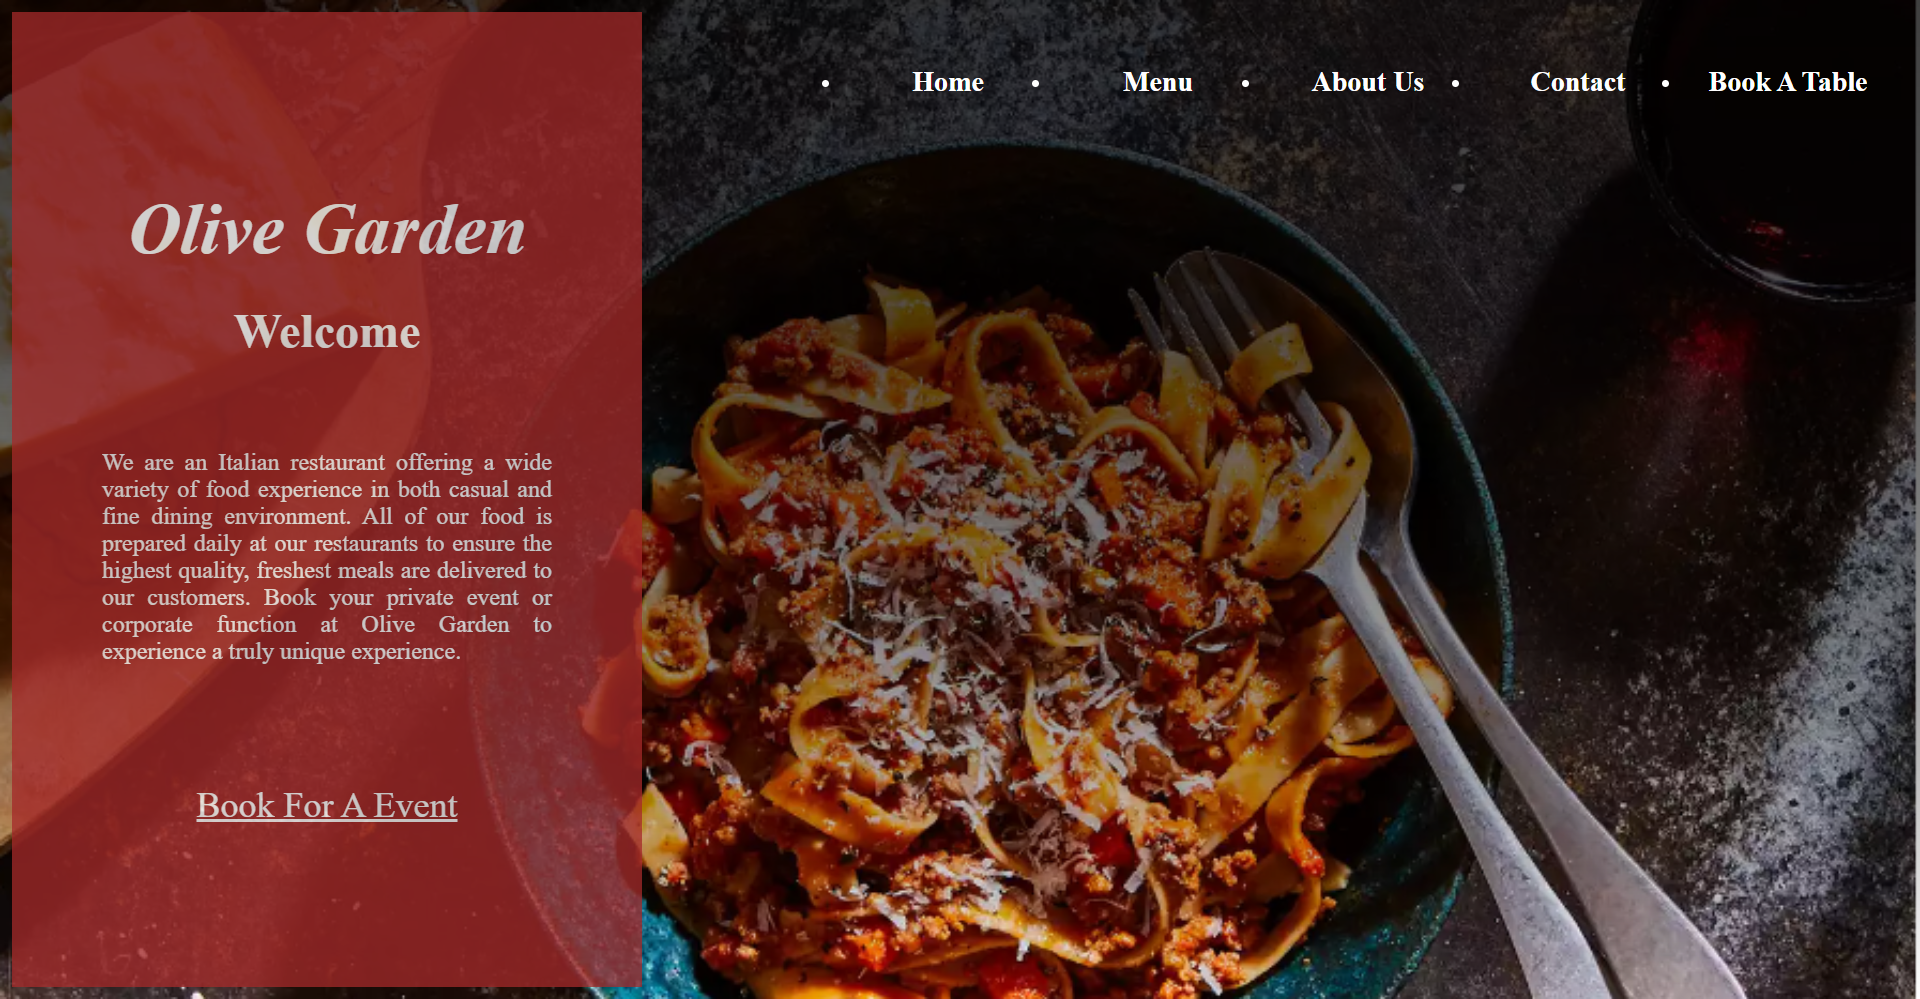 • Home • Menu • About Us • Contact • Book A Table
Olive Garden
Welcome
We are an Italian restaurant offering a wide
variety of food experience in both casual and
fine dining environment. All of our food is
prepared daily at our restaurants to ensure the
highest quality, freshest meals are delivered to
our customers. Book your private event or
corporate function at Olive Garden to
experience a truly unique experience.
Book For A Event